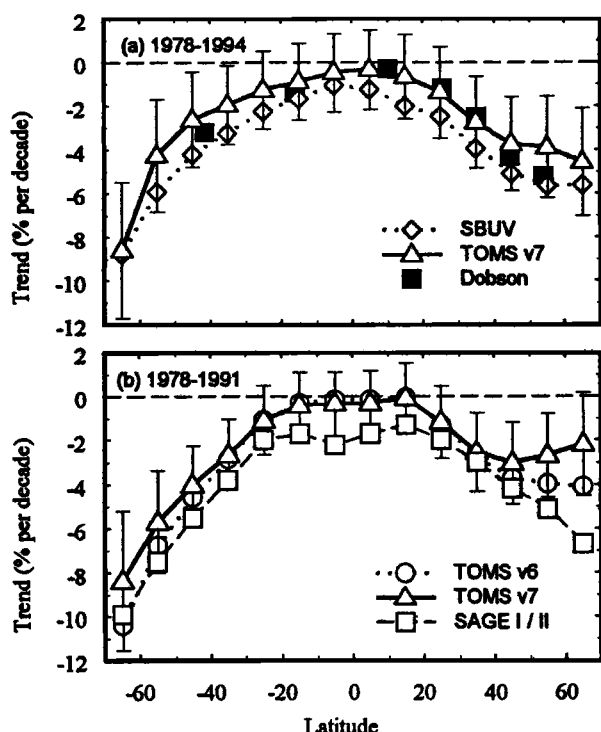 2
(a) 1978-1994
0
-2
-4
-6
-8
-10
-12
Trend (% per decade)
SBUV
TOMS v7
Dobson
2
(b) 1978-1991
0
-2
-4
-6
-8
-10
-12
Trend (% per decade)
TOMS v6
TOMS v7
SAGE I / II
-60 -40 -20 0 20 40 60
Latitude